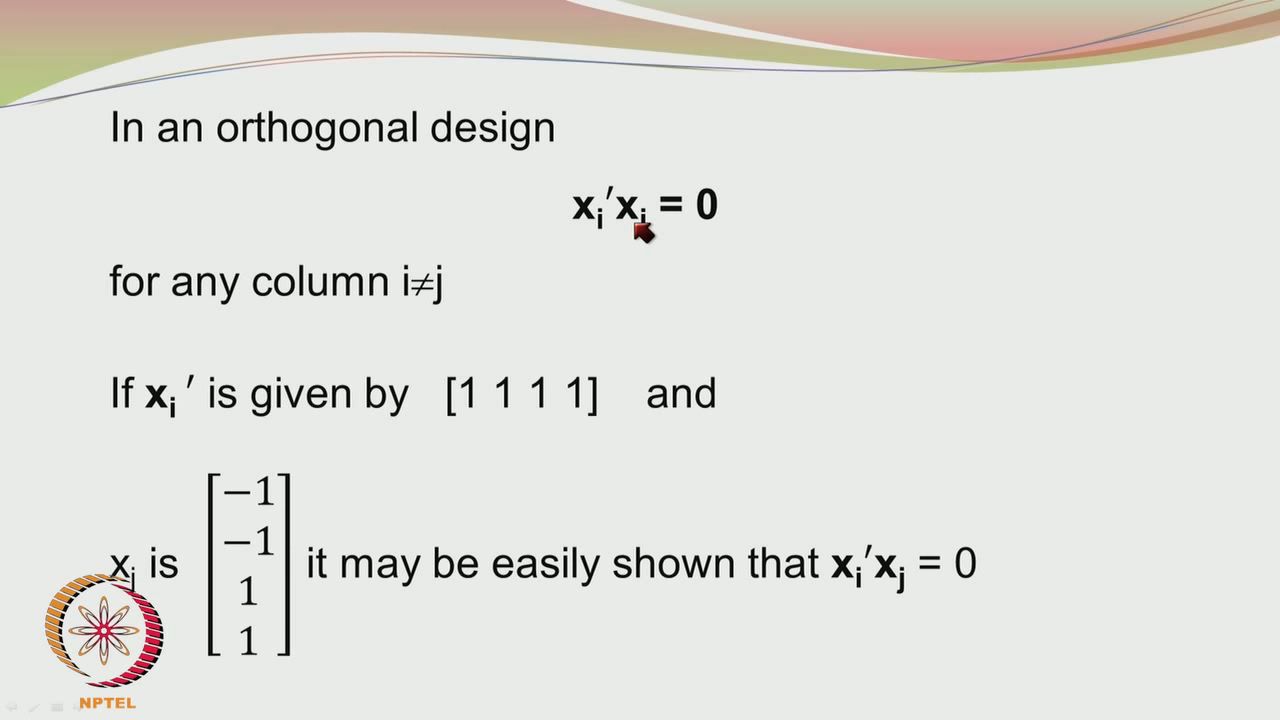 In an orthogonal design
xᵢ′xⱼ = 0
for any column i≠j
If xᵢ ′ is given by [1 1 1 1] and
xⱼ is [−1 −1 1 1] it may be easily shown that xᵢ′xⱼ = 0
NPTEL